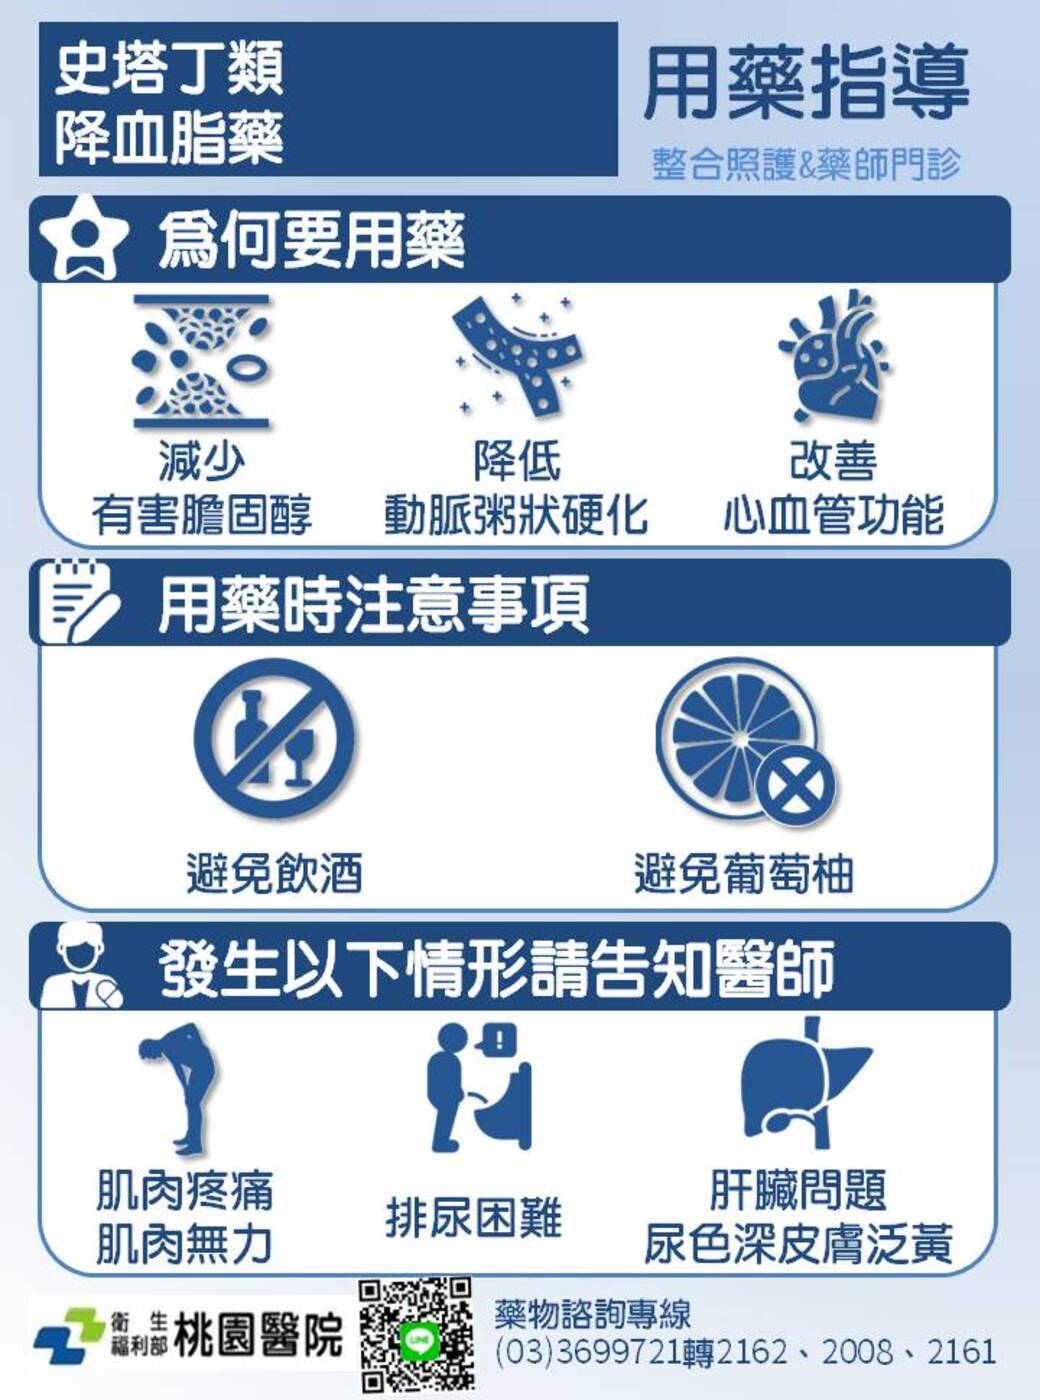 史塔丁類
降血脂藥
用藥指導
整合照護&藥師門診
為何要用藥
減少
有害膽固醇
降低
動脈粥狀硬化
改善
心血管功能
用藥時注意事項
避免飲酒
避免葡萄柚
發生以下情形請告知醫師
肌肉疼痛
肌肉無力
!
排尿困難
肝臟問題
尿色深皮膚泛黃
衛生
福利部
桃園醫院
LINE
藥物諮詢專線
(03)3699721轉2162、2008、2161